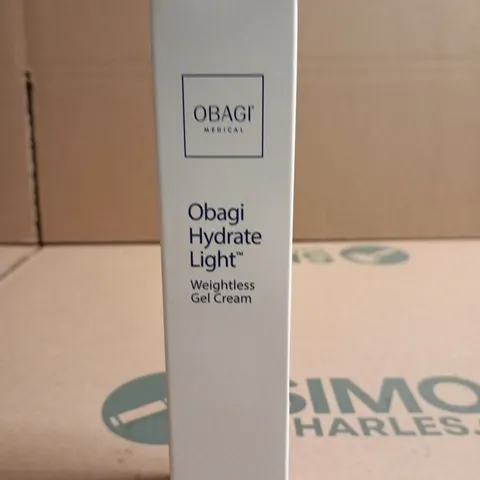 OBAGI
MEDICAL
Obagi
Hydrate
Light™
Weightless
Gel Cream
SIMO
HARLES.